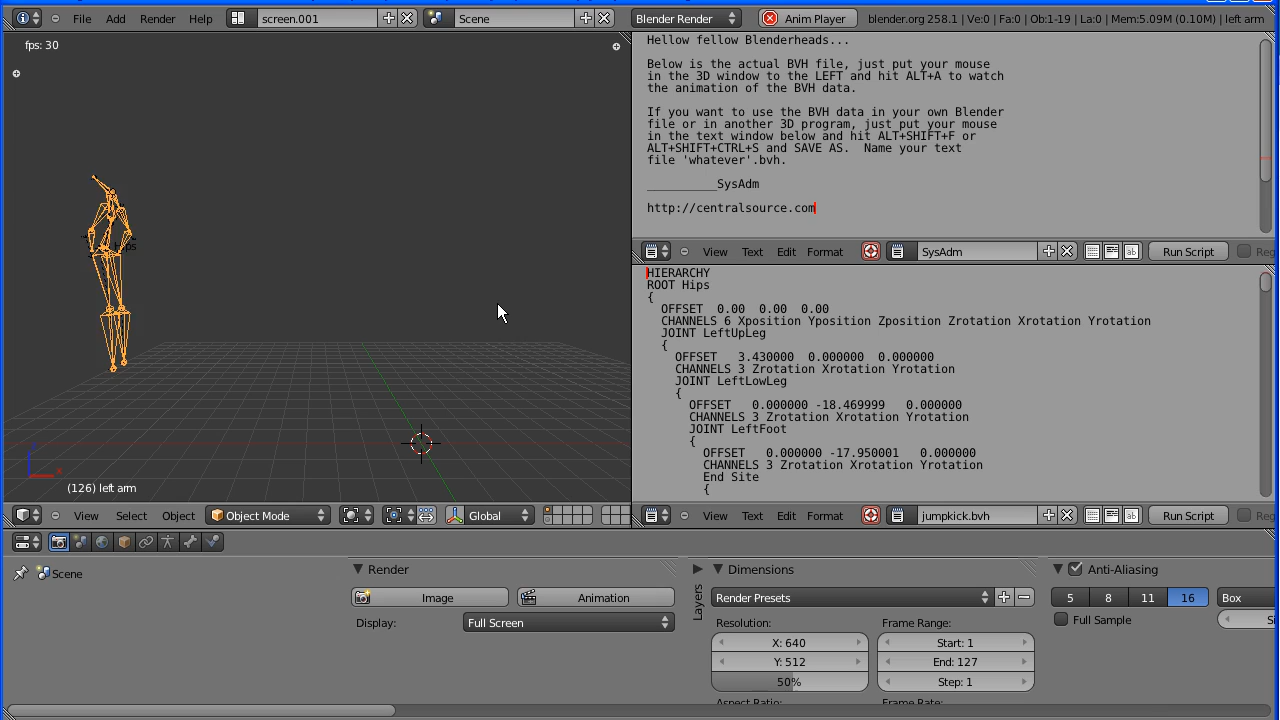 File Add Render Help screen.001 Scene Blender Render Anim Player blender.org 258.1 | Ve:0 | Fa:0 | Ob:1-19 | La:0 | Mem:5.09M (0.10M) | left arm
fps: 30
Hips
(126) left arm
View Select Object Object Mode Global
Hellow fellow Blenderheads...
Below is the actual BVH file, just put your mouse
in the 3D window to the LEFT and hit ALT+A to watch
the animation of the BVH data.
If you want to use the BVH data in your own Blender
file or in another 3D program, just put your mouse
in the text window below and hit ALT+SHIFT+F or
ALT+SHIFT+CTRL+S and SAVE AS.  Name your text
file 'whatever'.bvh.
__________SysAdm
http://centralsource.com
View Text Edit Format SysAdm Run Script Reg
HIERARCHY
ROOT Hips
{
OFFSET  0.00  0.00  0.00
CHANNELS 6 Xposition Yposition Zposition Zrotation Xrotation Yrotation
JOINT LeftUpLeg
{
OFFSET   3.430000  0.000000  0.000000
CHANNELS 3 Zrotation Xrotation Yrotation
JOINT LeftLowLeg
{
OFFSET   0.000000 -18.469999   0.000000
CHANNELS 3 Zrotation Xrotation Yrotation
JOINT LeftFoot
{
OFFSET   0.000000 -17.950001   0.000000
CHANNELS 3 Zrotation Xrotation Yrotation
End Site
{
View Text Edit Format jumpkick.bvh Run Script Reg
Scene
Render
Image Animation
Display: Full Screen
Layers
Dimensions
Render Presets
Resolution: Frame Range:
X: 640 Start: 1
Y: 512 End: 127
50% Step: 1
Anti-Aliasing
5 8 11 16 Box
Full Sample